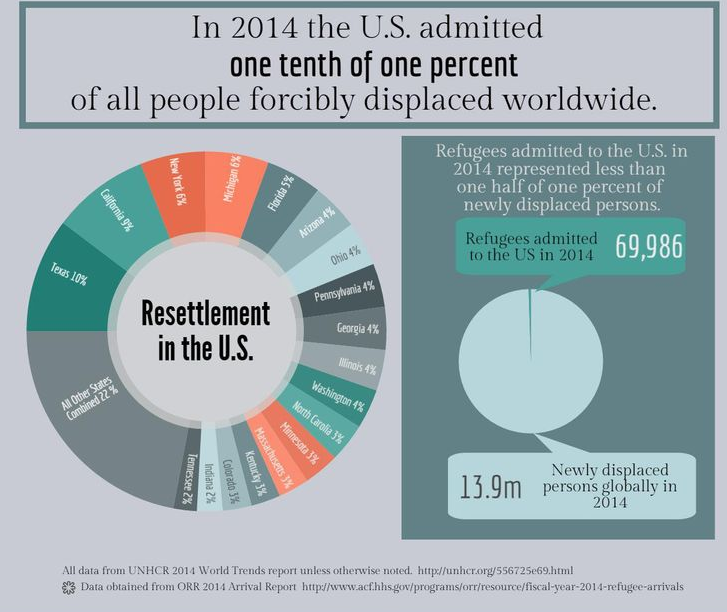 In 2014 the U.S. admitted
one tenth of one percent
of all people forcibly displaced worldwide.
Refugees admitted to the U.S. in
2014 represented less than
one half of one percent of
newly displaced persons.
Refugees admitted
to the US in 2014
69,986
13.9m
Newly displaced
persons globally in
2014
Resettlement
in the U.S.
Texas 10%
California 9%
New York 6%
Michigan 6%
Florida 5%
Arizona 4%
Ohio 4%
Pennsylvania 4%
Georgia 4%
Illinois 4%
Washington 4%
North Carolia 3%
Minnesota 3%
Massachusetts 3%
Kentucky 3%
Colorado 3%
Indiana 2%
Tennessee 2%
All Other States
Combined 22 %
All data from UNHCR 2014 World Trends report unless otherwise noted. http://unhcr.org/556725e69.html
Data obtained from ORR 2014 Arrival Report http://www.acf.hhs.gov/programs/orr/resource/fiscal-year-2014-refugee-arrivals